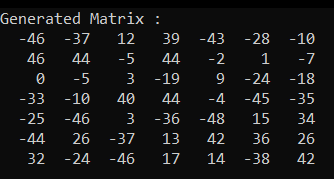 Generated Matrix :
-46 -37 12 39 -43 -28 -10
46 44 -5 44 -2 1 -7
0 -5 3 -19 9 -24 -18
-33 -10 40 44 -4 -45 -35
-25 -46 3 -36 -48 15 34
-44 26 -37 13 42 36 26
32 -24 -46 17 14 -38 42